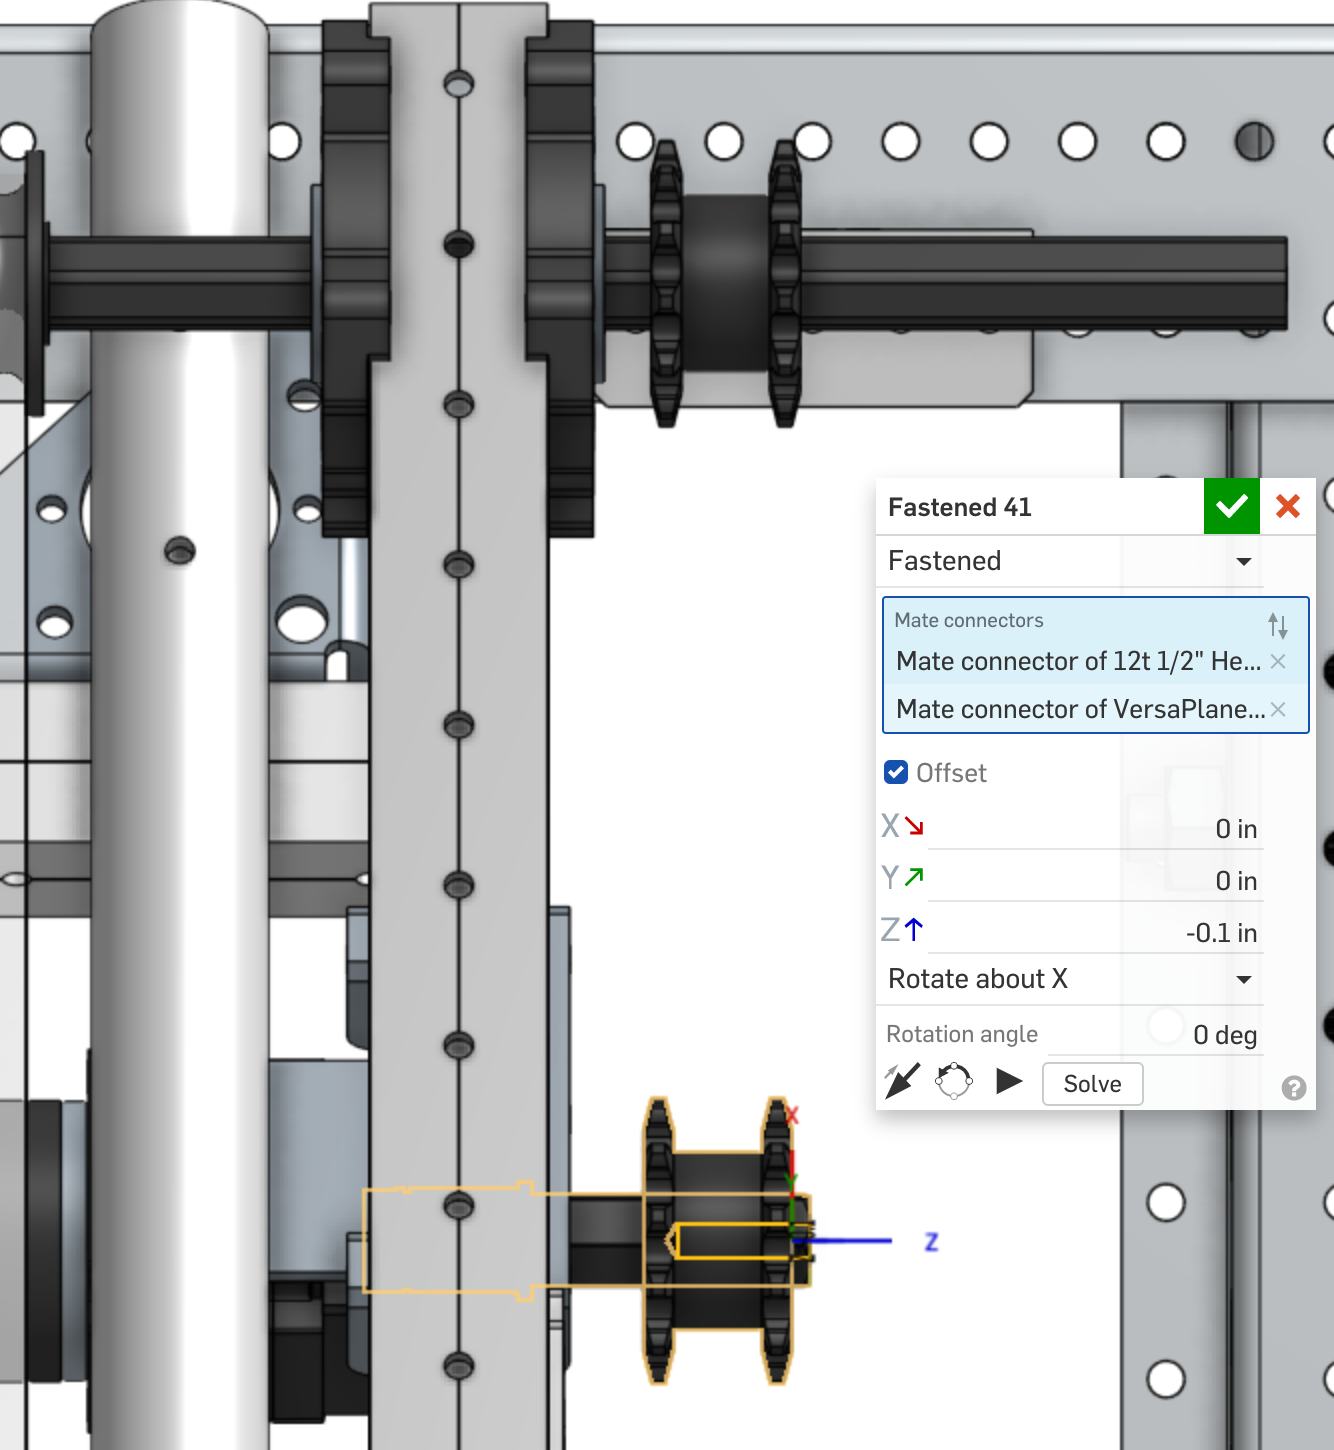 Fastened 41
Fastened
Mate connectors
Mate connector of 12t 1/2" He...
Mate connector of VersaPlane...
Offset
X 0 in
Y 0 in
Z -0.1 in
Rotate about X
Rotation angle 0 deg
Solve
?
X
Y
Z